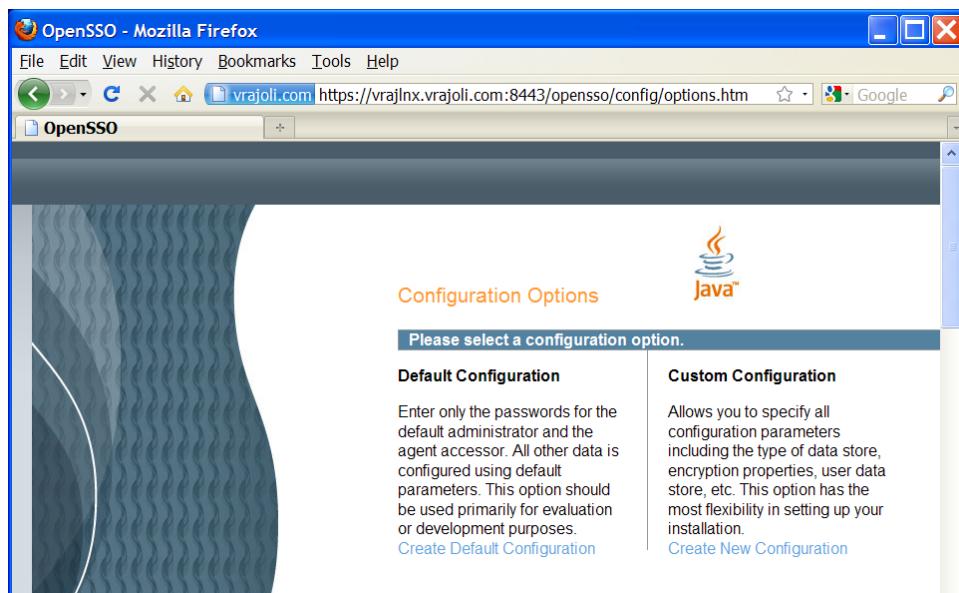 OpenSSO - Mozilla Firefox
File Edit View History Bookmarks Tools Help
vrajoli.com https://vrajlnx.vrajoli.com:8443/opensso/config/options.htm Google
OpenSSO
Java™
Configuration Options
Please select a configuration option.
Default Configuration
Enter only the passwords for the
default administrator and the
agent accessor. All other data is
configured using default
parameters. This option should
be used primarily for evaluation
or development purposes.
Create Default Configuration
Custom Configuration
Allows you to specify all
configuration parameters
including the type of data store,
encryption properties, user data
store, etc. This option has the
most flexibility in setting up your
installation.
Create New Configuration